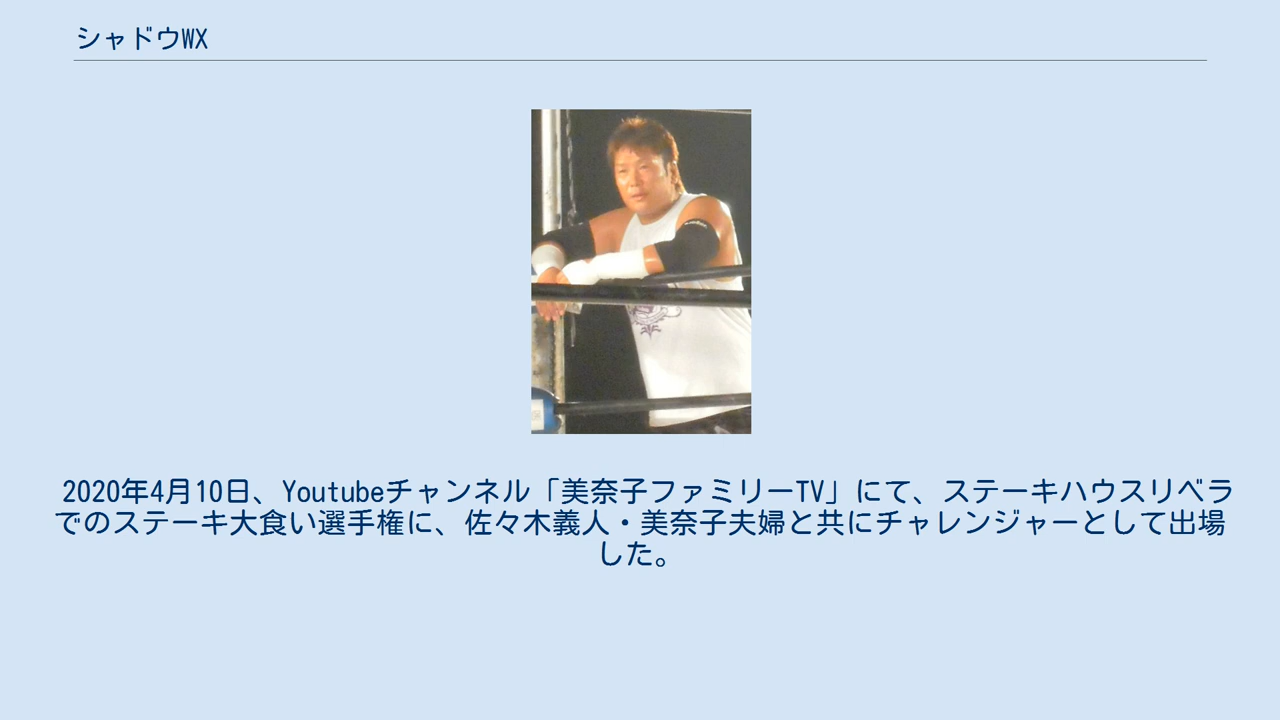 シャドウWX
2020年4月10日、Youtubeチャンネル「美奈子ファミリーTV」にて、ステーキハウスリベラ
でのステーキ大食い選手権に、佐々木義人・美奈子夫婦と共にチャレンジャーとして出場
した。